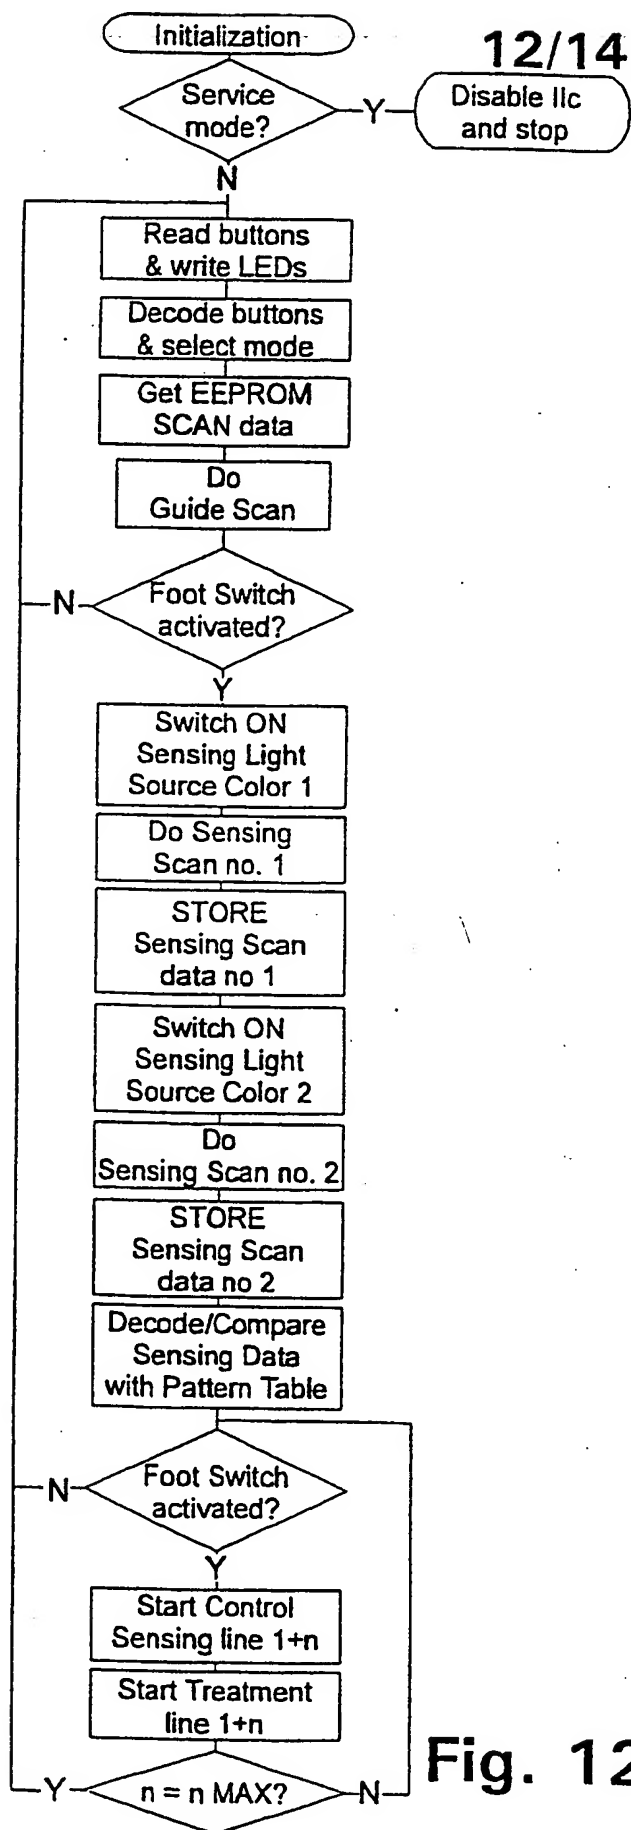 12/14
Initialization
Service
mode?
Y
Disable IIc
and stop
N
Read buttons
& write LEDs
Decode buttons
& select mode
Get EEPROM
SCAN data
Do
Guide Scan
Foot Switch
activated?
N
Y
Switch ON
Sensing Light
Source Color 1
Do Sensing
Scan no. 1
STORE
Sensing Scan
data no 1
Switch ON
Sensing Light
Source Color 2
Do
Sensing Scan no. 2
STORE
Sensing Scan
data no 2
Decode/Compare
Sensing Data
with Pattern Table
Foot Switch
activated?
N
Y
Start Control
Sensing line 1+n
Start Treatment
line 1+n
Y
n = n MAX?
N
Fig. 12